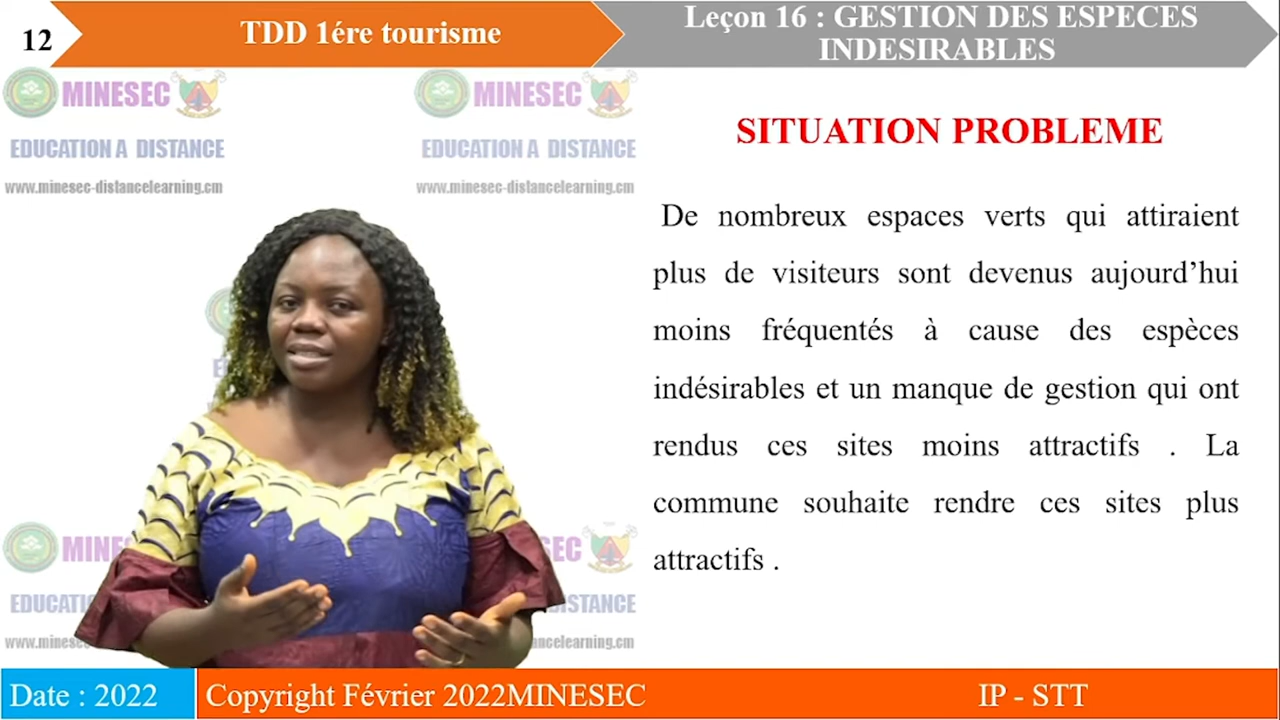 12
TDD 1ére tourisme
Leçon 16 : GESTION DES ESPECES
INDESIRABLES
MINESEC
EDUCATION A DISTANCE
www.minesec-distancelearning.cm
MINESEC
EDUCATION A DISTANCE
www.minesec-distancelearning.cm
SITUATION PROBLEME
De nombreux espaces verts qui attiraient
plus de visiteurs sont devenus aujourd’hui
moins fréquentés à cause des espèces
indésirables et un manque de gestion qui ont
rendus ces sites moins attractifs . La
commune souhaite rendre ces sites plus
attractifs .
Date : 2022
Copyright Février 2022MINESEC
IP - STT